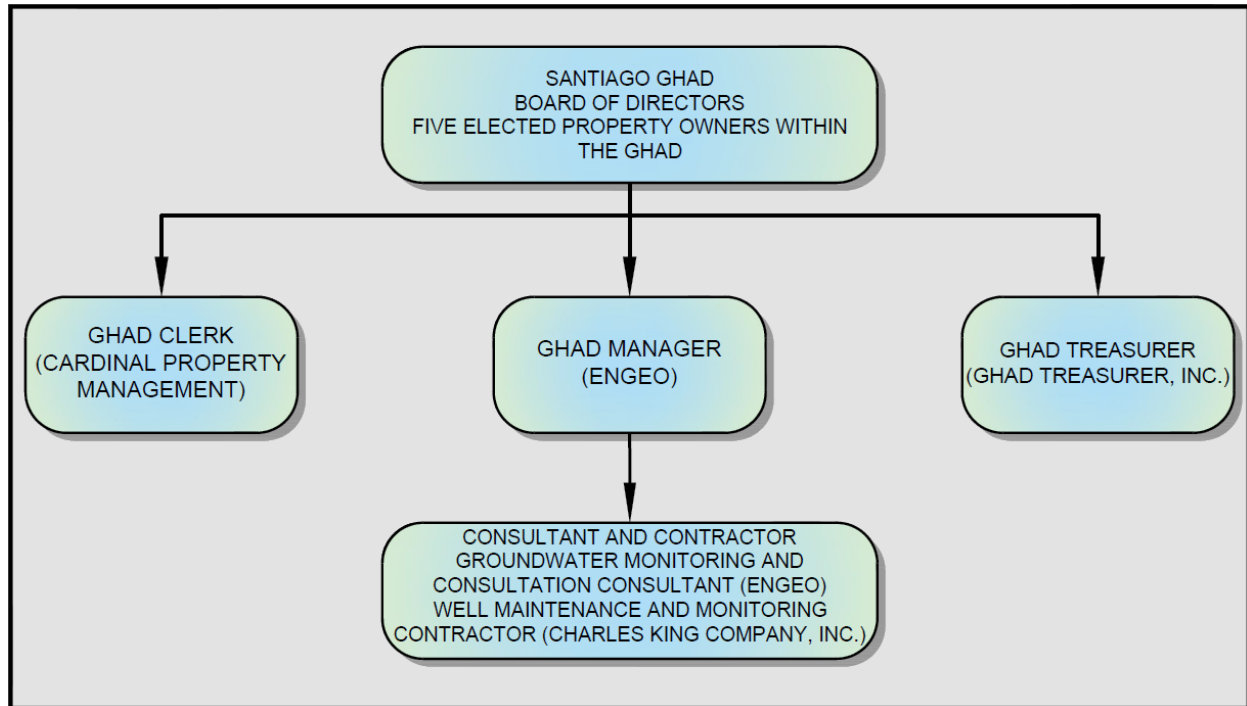 SANTIAGO GHAD
BOARD OF DIRECTORS
FIVE ELECTED PROPERTY OWNERS WITHIN
THE GHAD
GHAD CLERK
(CARDINAL PROPERTY
MANAGEMENT)
GHAD MANAGER
(ENGEO)
GHAD TREASURER
(GHAD TREASURER, INC.)
CONSULTANT AND CONTRACTOR
GROUNDWATER MONITORING AND
CONSULTATION CONSULTANT (ENGEO)
WELL MAINTENANCE AND MONITORING
CONTRACTOR (CHARLES KING COMPANY, INC.)